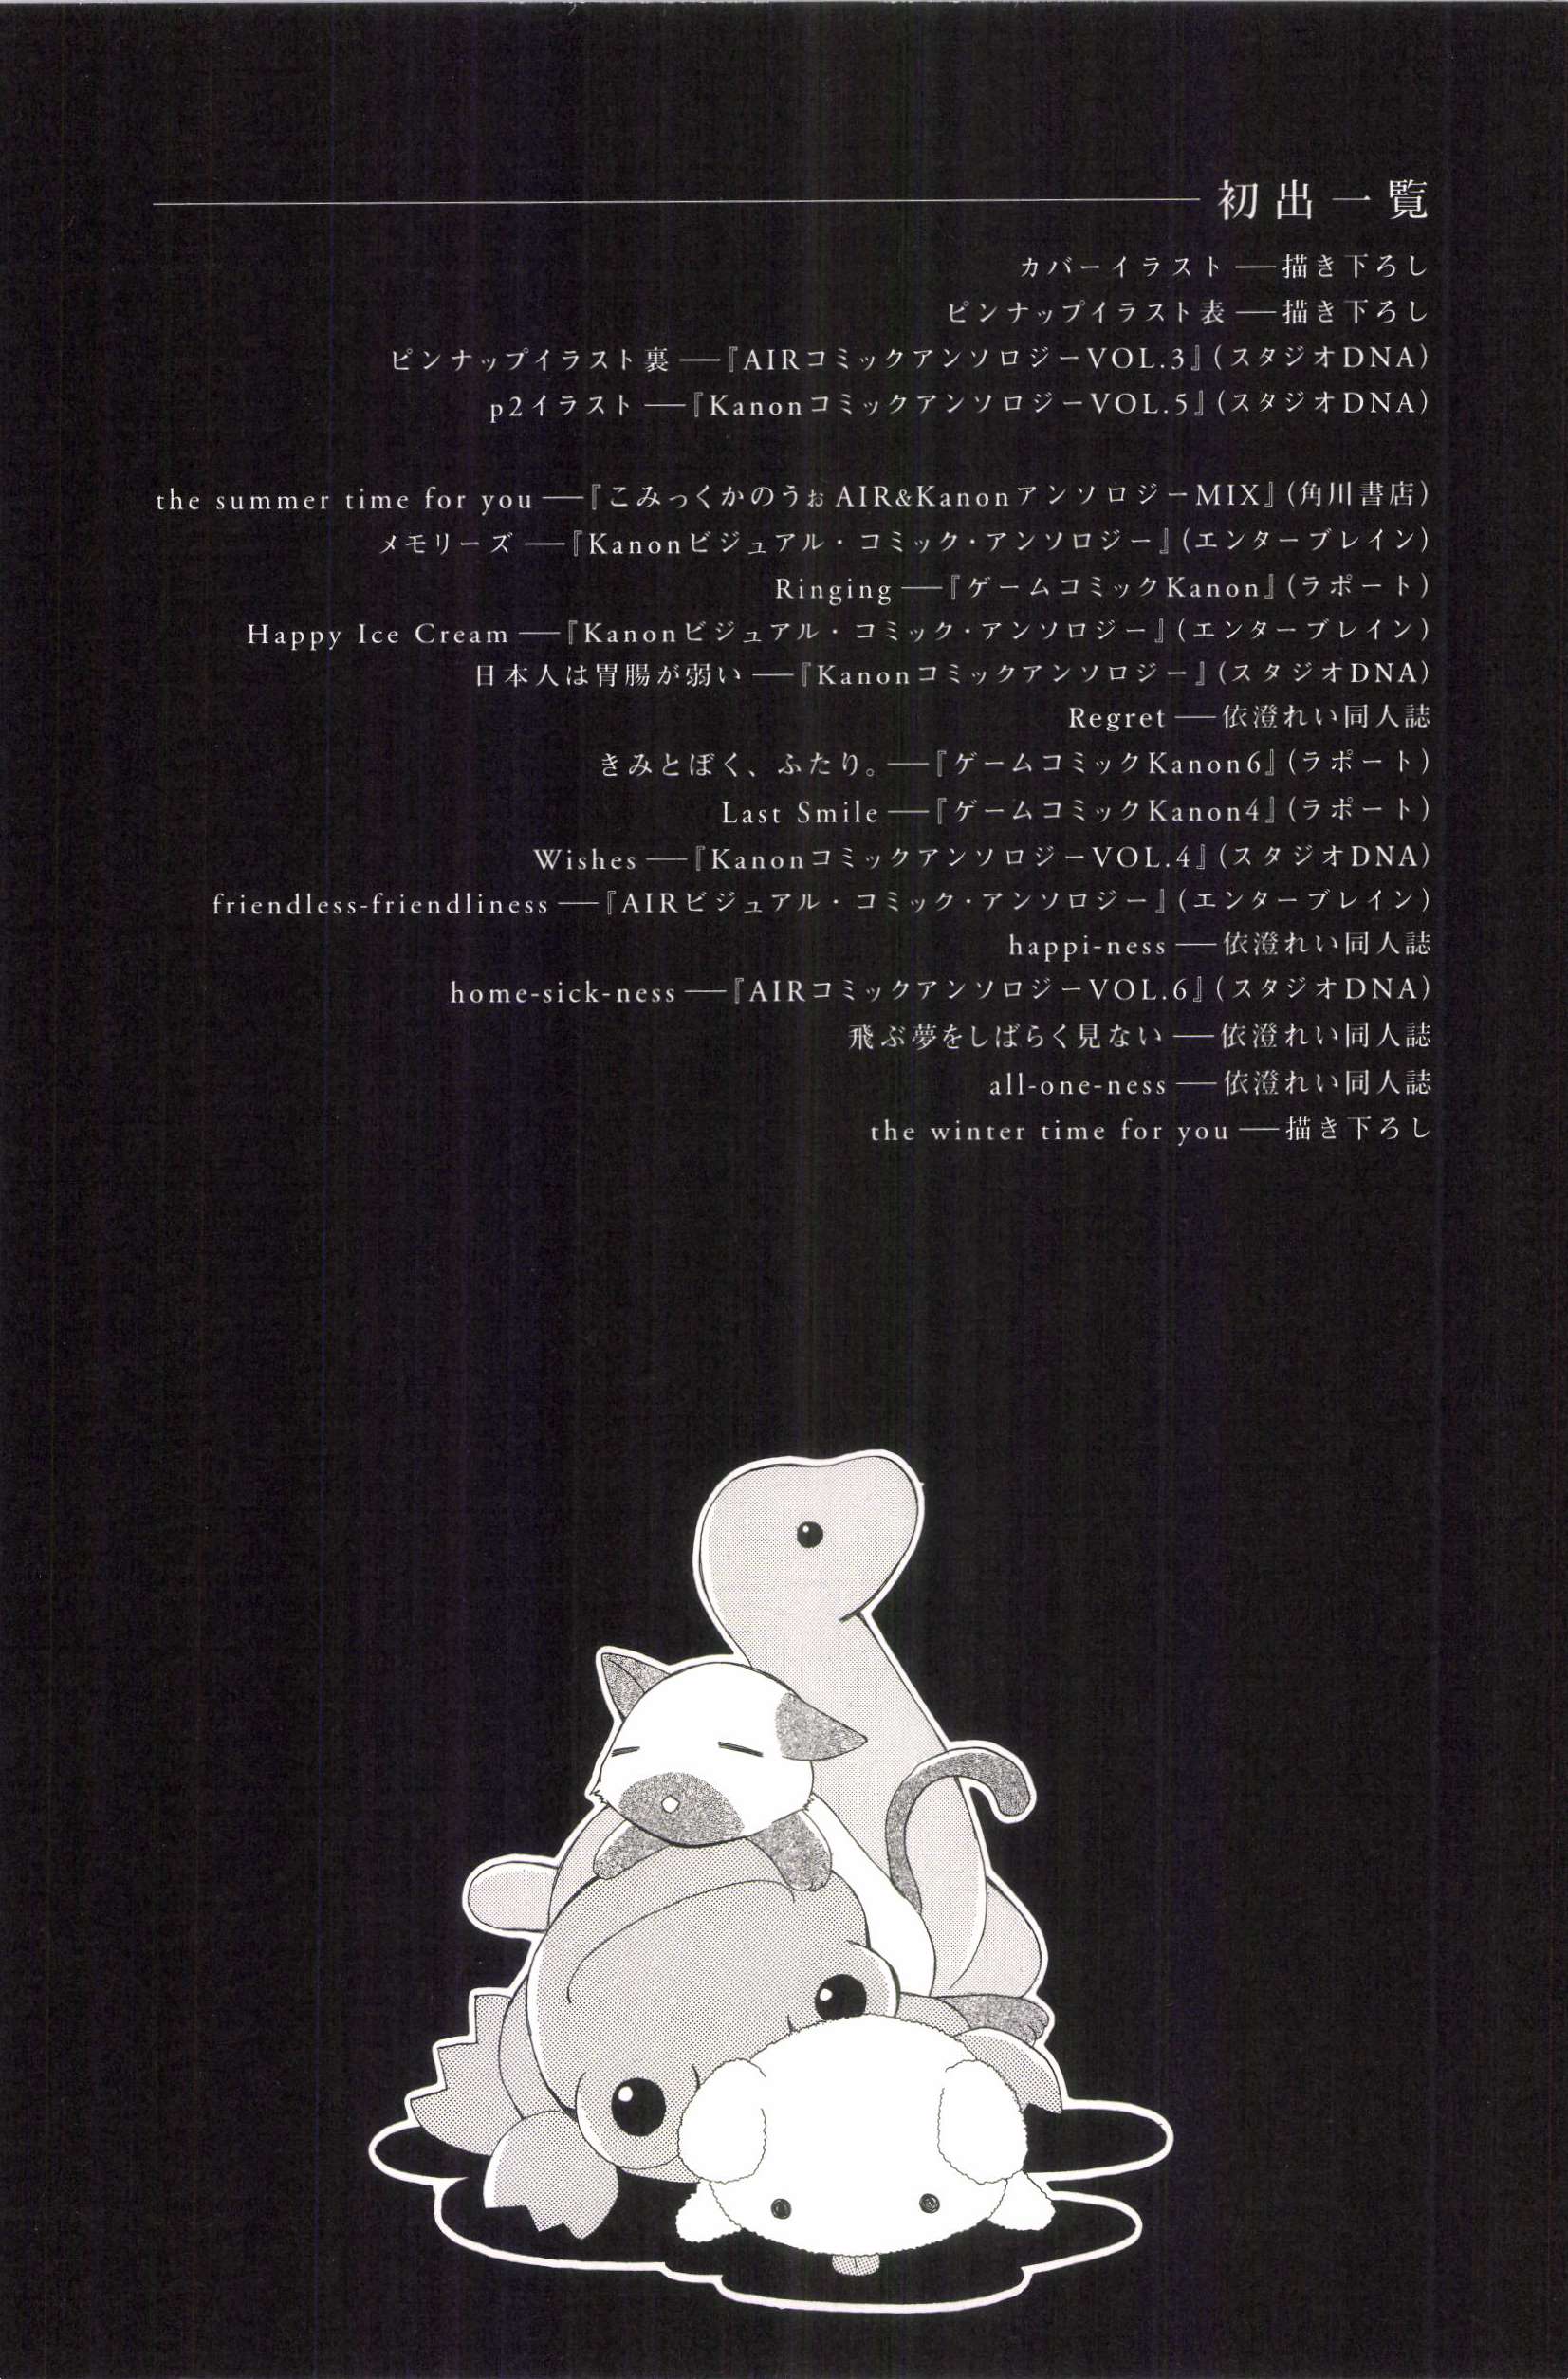 初出一覧
カバーイラスト──描き下ろし
ピンナップイラスト表──描き下ろし
ピンナップイラスト裏──『AIRコミックアンソロジーVOL.3』(スタジオDNA)
p2イラスト──『KanonコミックアンソロジーVOL.5』(スタジオDNA)
the summer time for you──『こみっくかのうぉAIR&KanonアンソロジーMIX』(角川書店)
メモリーズ──『Kanonビジュアル・コミック・アンソロジー』(エンターブレイン)
Ringing──『ゲームコミックKanon』(ラポート)
Happy Ice Cream──『Kanonビジュアル・コミック・アンソロジー』(エンターブレイン)
日本人は胃腸が弱い──『Kanonコミックアンソロジー』(スタジオDNA)
Regret──依澄れい同人誌
きみとぼく、ふたり。──『ゲームコミックKanon6』(ラポート)
Last Smile──『ゲームコミックKanon4』(ラポート)
Wishes──『KanonコミックアンソロジーVOL.4』(スタジオDNA)
friendless-friendliness──『AIRビジュアル・コミック・アンソロジー』(エンターブレイン)
happi-ness──依澄れい同人誌
home-sick-ness──『AIRコミックアンソロジーVOL.6』(スタジオDNA)
飛ぶ夢をしばらく見ない──依澄れい同人誌
all-one-ness──依澄れい同人誌
the winter time for you──描き下ろし